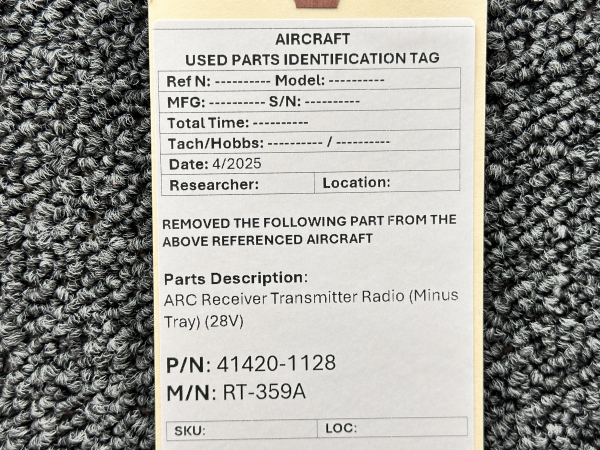 AIRCRAFT
USED PARTS IDENTIFICATION TAG
Ref N: ---------- Model: ----------
MFG: ---------- S/N: ----------
Total Time: ----------
Tach/Hobbs: ---------- / ----------
Date: 4/2025
Researcher: Location:
REMOVED THE FOLLOWING PART FROM THE
ABOVE REFERENCED AIRCRAFT
Parts Description:
ARC Receiver Transmitter Radio (Minus
Tray) (28V)
P/N: 41420-1128
M/N: RT-359A
SKU: LOC: